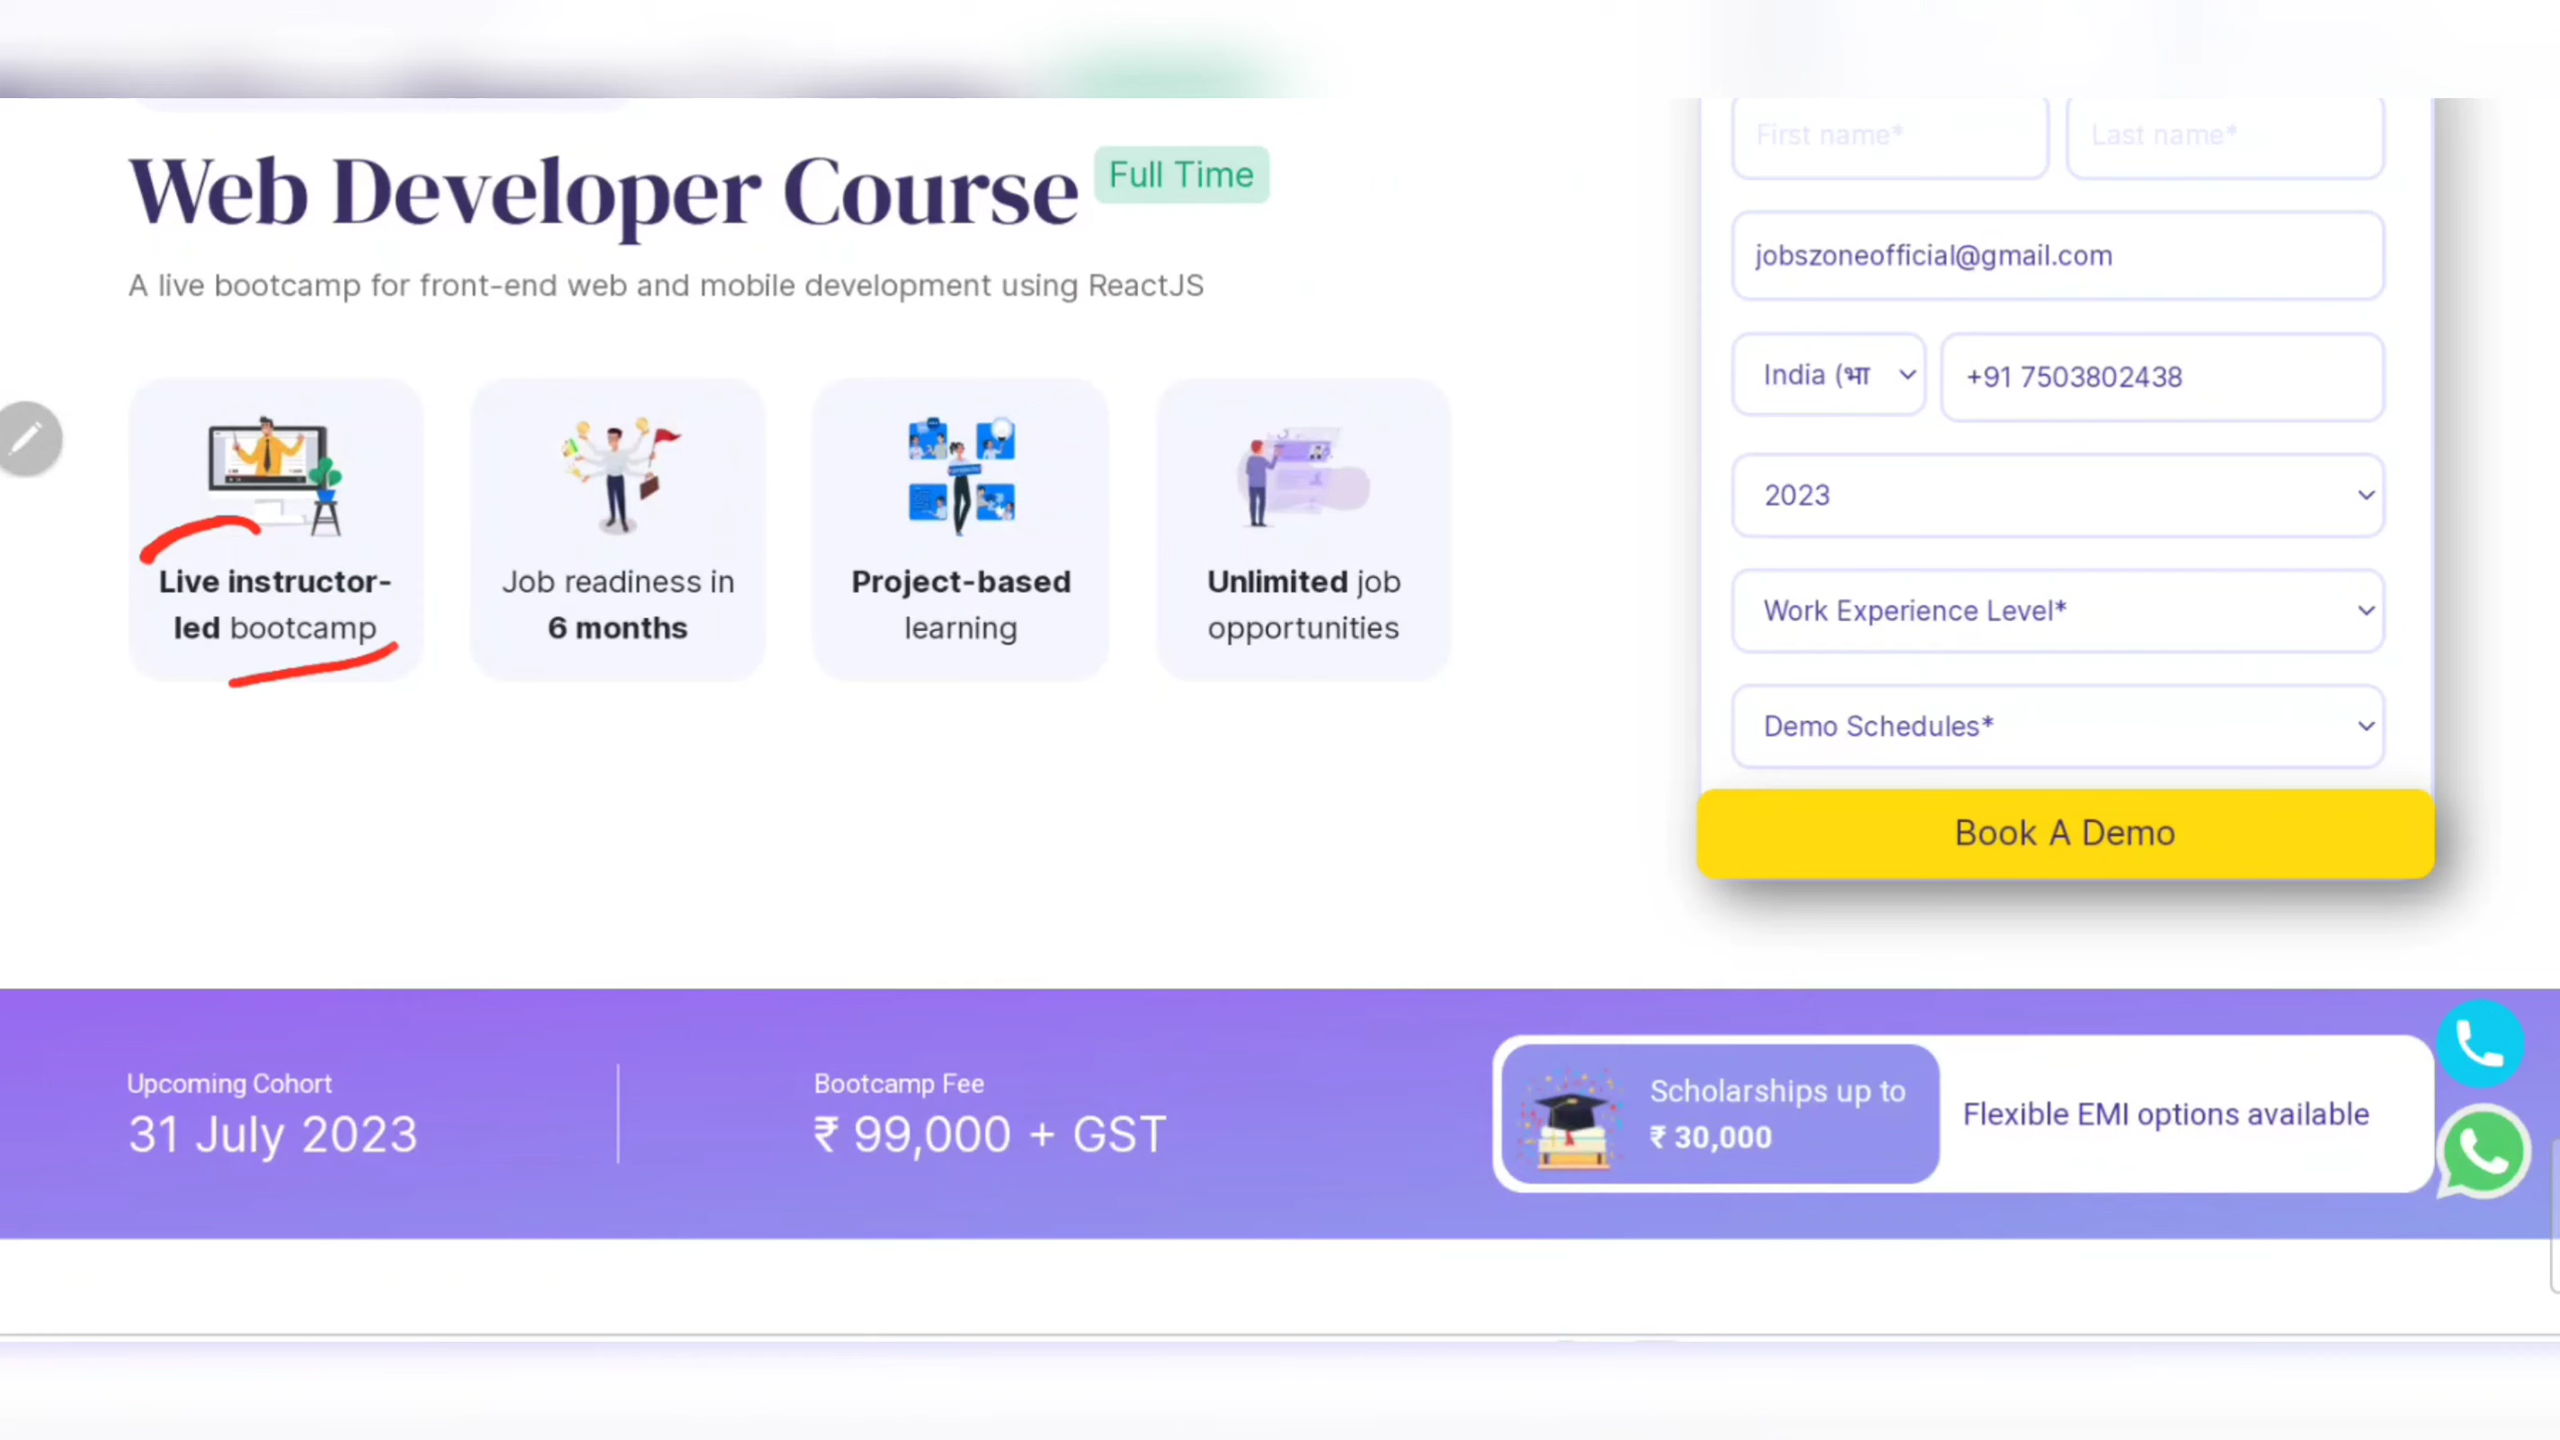 Web Developer Course Full Time
A live bootcamp for front-end web and mobile development using ReactJS
Live instructor-
led bootcamp
Job readiness in
6 months
Project-based
learning
Unlimited job
opportunities
First name* Last name*
jobszoneofficial@gmail.com
India (भा +91 7503802438
2023
Work Experience Level*
Demo Schedules*
Book A Demo
Upcoming Cohort
31 July 2023
Bootcamp Fee
₹ 99,000 + GST
Scholarships up to
₹ 30,000
Flexible EMI options available